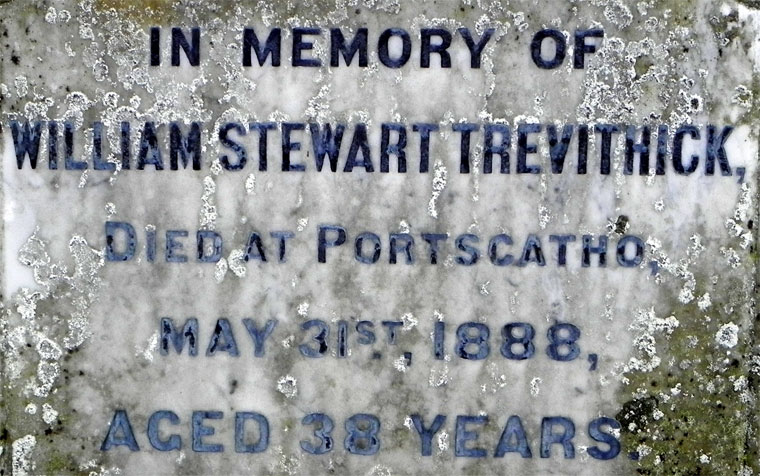 IN MEMORY OF
WILLIAM STEWART TREVITHICK,
DIED AT PORTSCATHO,
MAY 31ST, 1888,
AGED 38 YEARS.